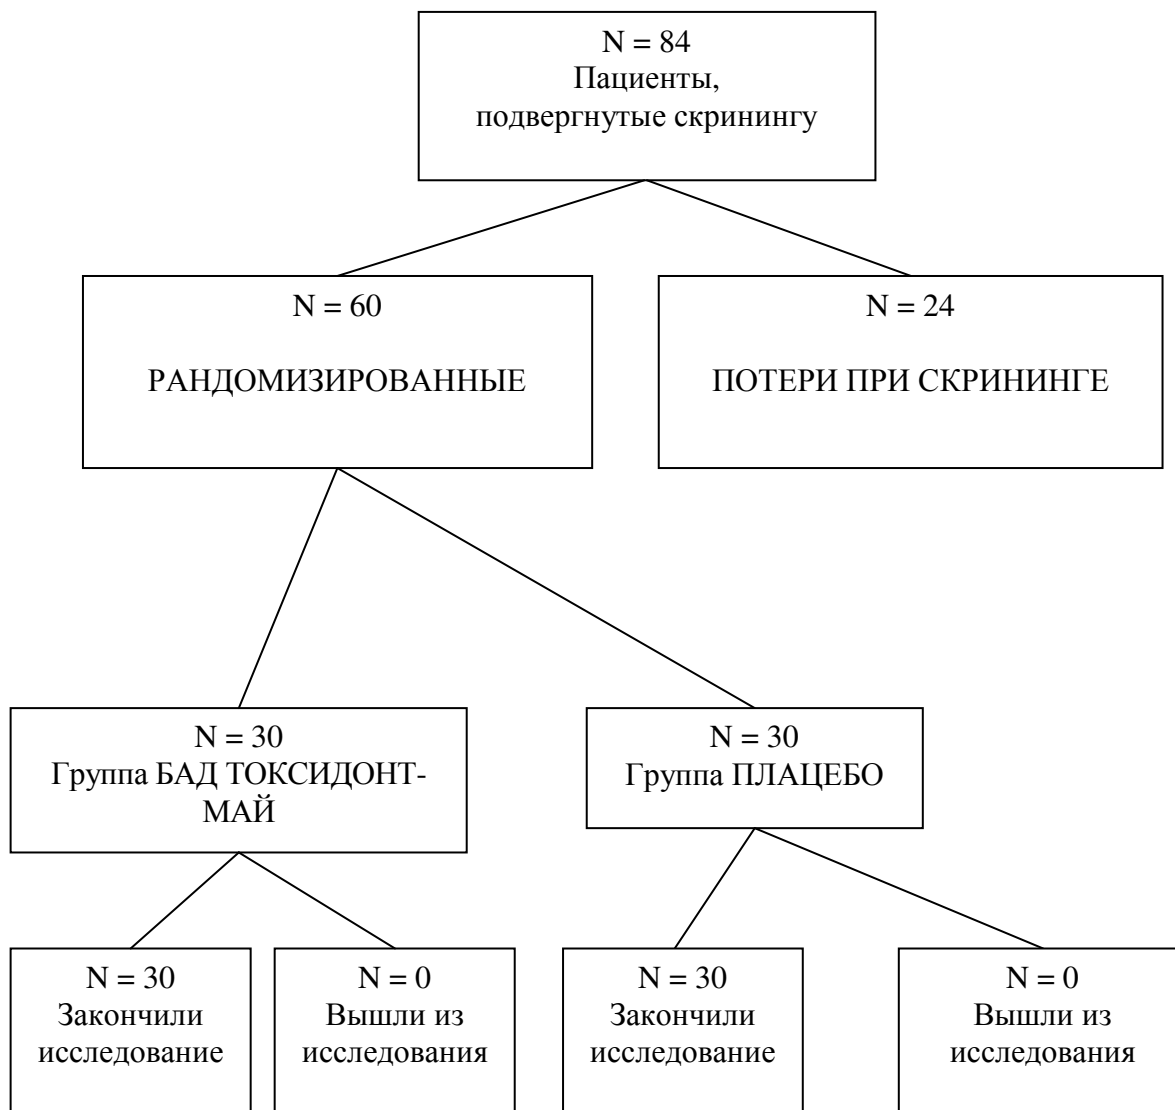 N = 84
Пациенты,
подвергнутые скринингу
N = 60
РАНДОМИЗИРОВАННЫЕ
N = 24
ПОТЕРИ ПРИ СКРИНИНГЕ
N = 30
Группа БАД ТОКСИДОНТ-
МАЙ
N = 30
Группа ПЛАЦЕБО
N = 30
Закончили
исследование
N = 0
Вышли из
исследования
N = 30
Закончили
исследование
N = 0
Вышли из
исследования